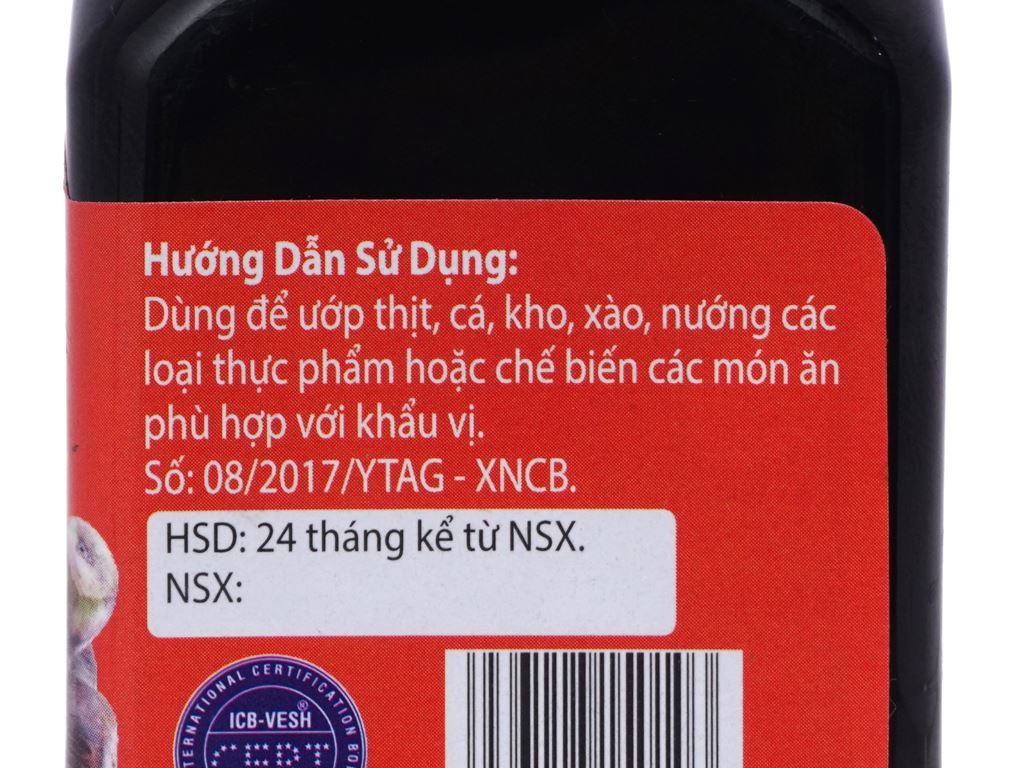 Hướng Dẫn Sử Dụng:
Dùng để ướp thịt, cá, kho, xào, nướng các
loại thực phẩm hoặc chế biến các món ăn
phù hợp với khẩu vị.
Số: 08/2017/YTAG - XNCB.
HSD: 24 tháng kể từ NSX.
NSX:
CERTIFICATION
ICB-VESH®